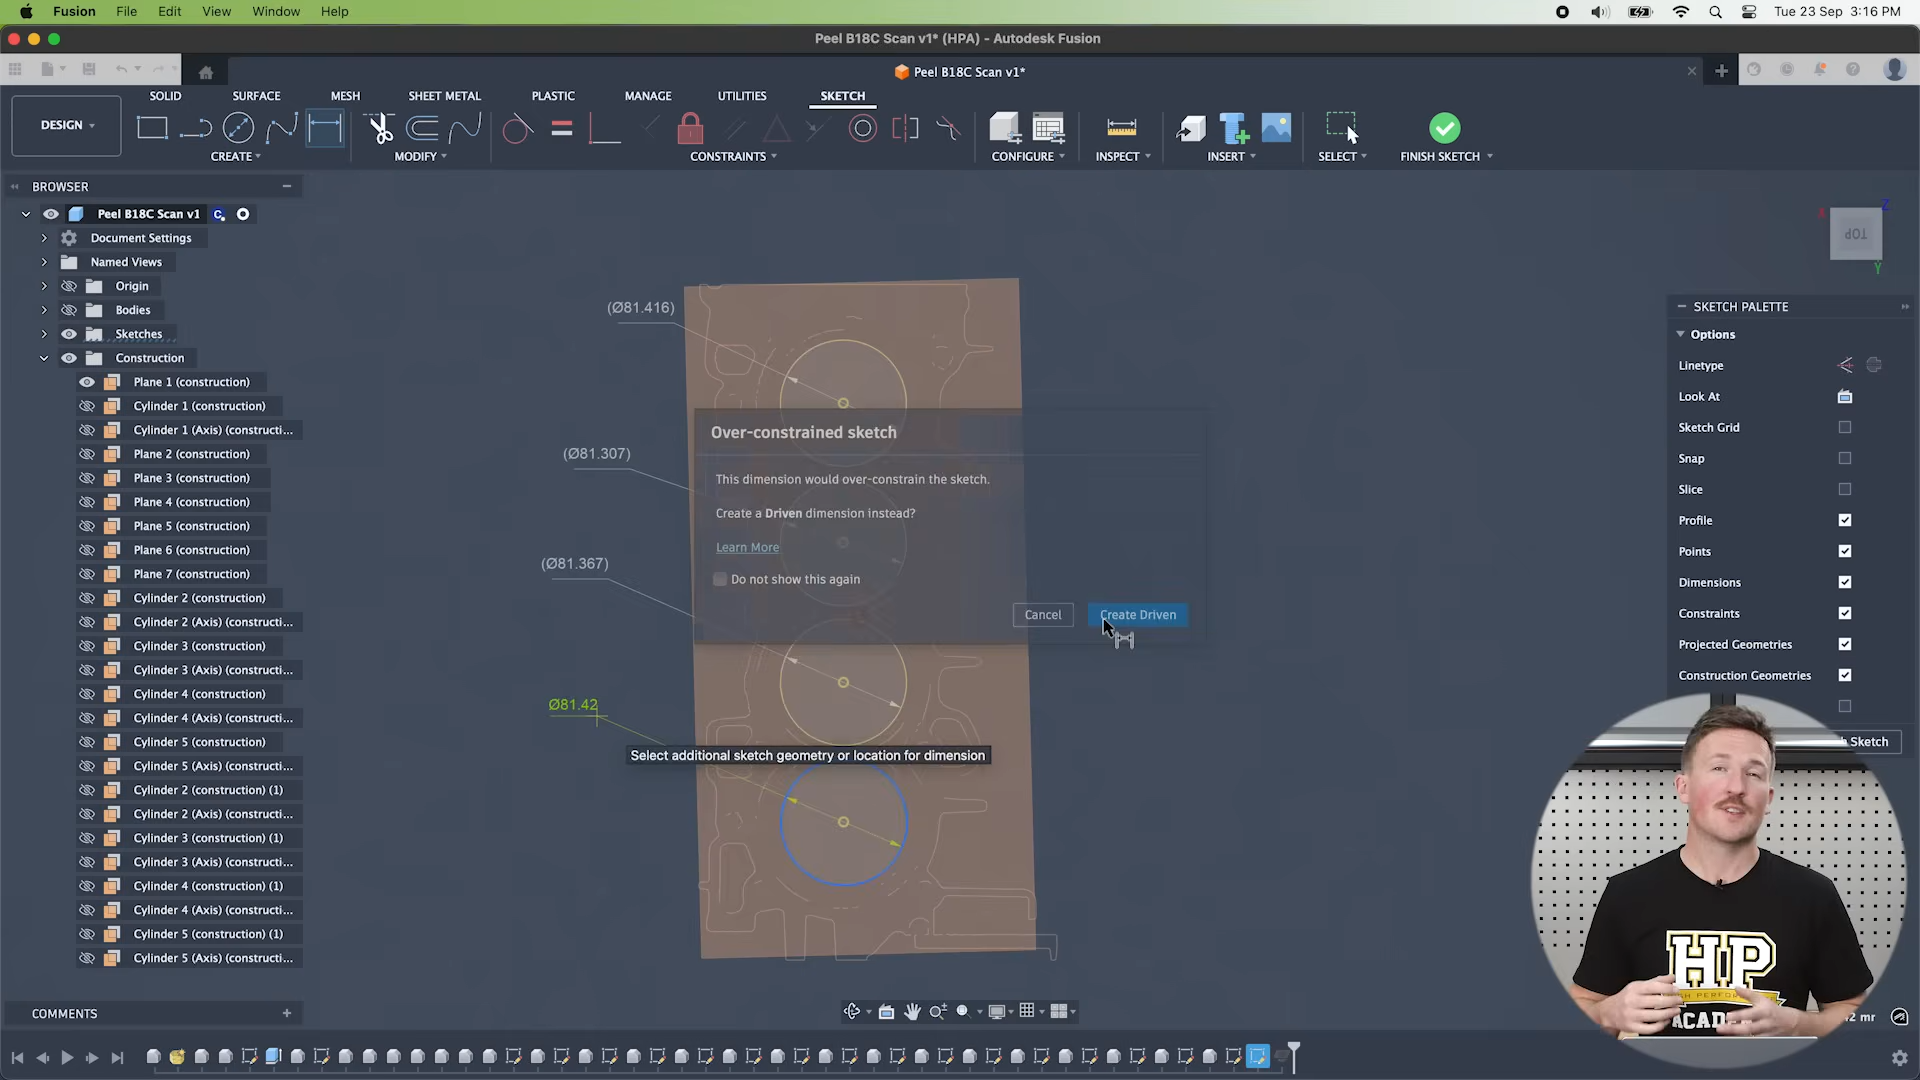 Fusion File Edit View Window Help
Tue 23 Sep 3:16 PM
Peel B18C Scan v1* (HPA) - Autodesk Fusion
Peel B18C Scan v1*
SOLID SURFACE MESH SHEET METAL PLASTIC MANAGE UTILITIES SKETCH
DESIGN
CREATE MODIFY CONSTRAINTS CONFIGURE INSPECT INSERT SELECT FINISH SKETCH
BROWSER
Peel B18C Scan v1
Document Settings
Named Views
Origin
Bodies
Sketches
Construction
Plane 1 (construction)
Cylinder 1 (construction)
Cylinder 1 (Axis) (constructi...
Plane 2 (construction)
Plane 3 (construction)
Plane 4 (construction)
Plane 5 (construction)
Plane 6 (construction)
Plane 7 (construction)
Cylinder 2 (construction)
Cylinder 2 (Axis) (constructi...
Cylinder 3 (construction)
Cylinder 3 (Axis) (constructi...
Cylinder 4 (construction)
Cylinder 4 (Axis) (constructi...
Cylinder 5 (construction)
Cylinder 5 (Axis) (constructi...
Cylinder 2 (construction) (1)
Cylinder 2 (Axis) (constructi...
Cylinder 3 (construction) (1)
Cylinder 3 (Axis) (constructi...
Cylinder 4 (construction) (1)
Cylinder 4 (Axis) (constructi...
Cylinder 5 (construction) (1)
Cylinder 5 (Axis) (constructi...
COMMENTS
(Ø81.416)
(Ø81.307)
(Ø81.367)
Ø81.42
Over-constrained sketch
This dimension would over-constrain the sketch.
Create a Driven dimension instead?
Learn More
Do not show this again
Cancel
Create Driven
Select additional sketch geometry or location for dimension
X
Z
TOP
Y
SKETCH PALETTE
Options
Linetype
Look At
Sketch Grid
Snap
Slice
Profile
Points
Dimensions
Constraints
Projected Geometries
Construction Geometries
h Sketch
HP
ACADE
2 mr